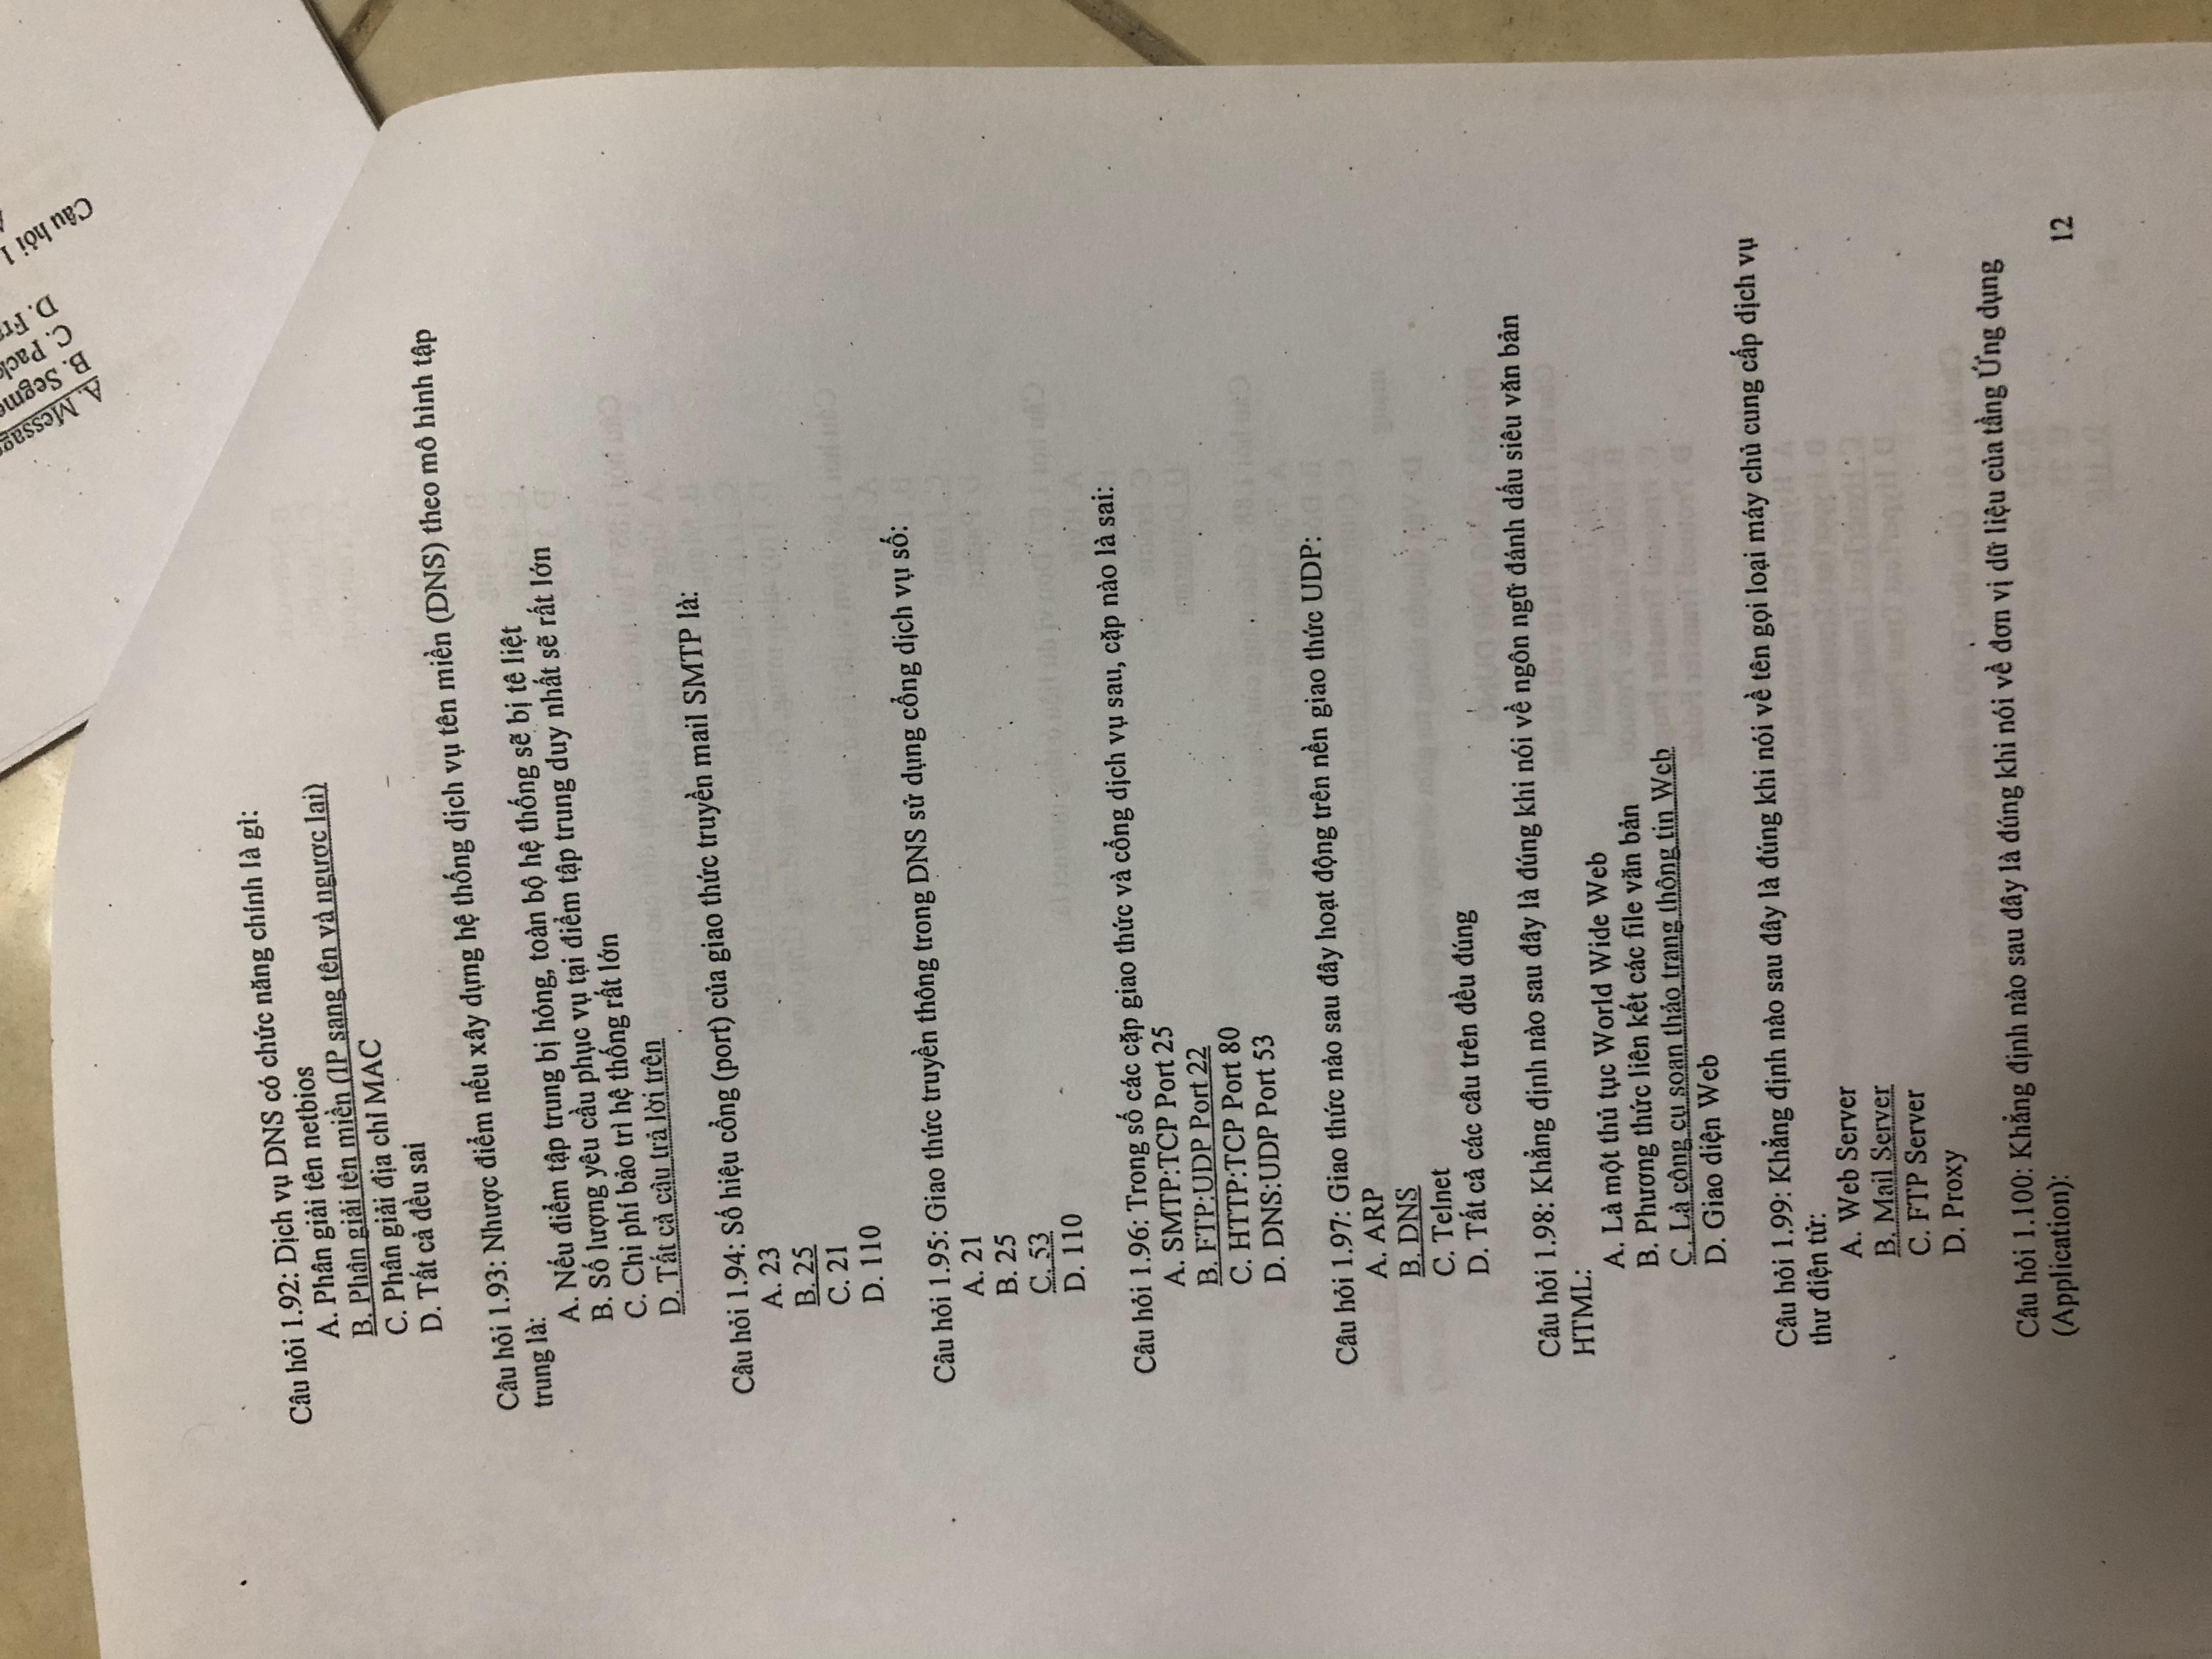 A. Message
B. Segme
C. Pack
D. Fr
Câu hỏi 1
Câu hỏi 1.92: Dịch vụ DNS có chức năng chính là gì:
A. Phân giải tên netbios
B. Phân giải tên miền (IP sang tên và ngược lại)
C. Phân giải địa chỉ MAC
D. Tất cả đều sai
Câu hỏi 1.93: Nhược điểm nếu xây dựng hệ thống dịch vụ tên miền (DNS) theo mô hình tập
trung là:
A. Nếu điểm tập trung bị hỏng, toàn bộ hệ thống sẽ bị tê liệt
B. Số lượng yêu cầu phục vụ tại điểm tập trung duy nhất sẽ rất lớn
C. Chi phí bảo trì hệ thống rất lớn
D. Tất cả câu trả lời trên
Câu hỏi 1.94: Số hiệu cổng (port) của giao thức truyền mail SMTP là:
A. 23
B. 25
C. 21
D. 110
Câu hỏi 1.95: Giao thức truyền thông trong DNS sử dụng cổng dịch vụ số:
A. 21
B. 25
C. 53
D. 110
Câu hỏi 1.96: Trong số các cặp giao thức và cổng dịch vụ sau, cặp nào là sai:
A. SMTP:TCP Port 25
B. FTP:UDP Port 22
C. HTTP:TCP Port 80
D. DNS:UDP Port 53
Câu hỏi 1.97: Giao thức nào sau đây hoạt động trên nền giao thức UDP:
A. ARP
B. DNS
C. Telnet
D. Tất cả các câu trên đều đúng
Câu hỏi 1.98: Khẳng định nào sau đây là đúng khi nói về ngôn ngữ đánh dấu siêu văn bản
HTML:
A. Là một thủ tục World Wide Web
B. Phương thức liên kết các file văn bản
C. Là công cụ soạn thảo trang thông tin Web
D. Giao diện Web
Câu hỏi 1.99: Khẳng định nào sau đây là đúng khi nói về tên gọi loại máy chủ cung cấp dịch vụ
thư điện tử:
A. Web Server
B. Mail Server
C. FTP Server
D. Proxy
Câu hỏi 1.100: Khẳng định nào sau đây là đúng khi nói về đơn vị dữ liệu của tầng Ứng dụng
(Application):
12